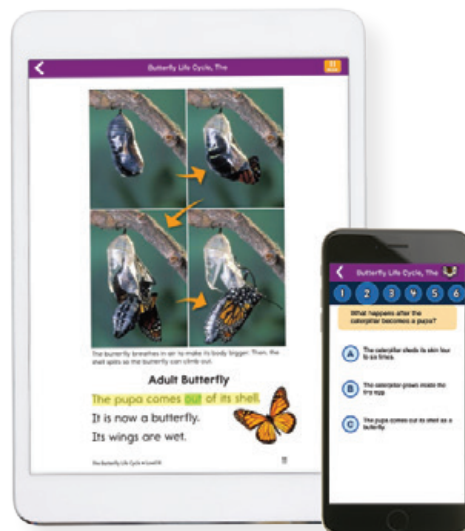 Butterfly Life Cycle, The
The butterfly breathes in air to make its body bigger. Then, the
shell splits so the butterfly can climb out.
Adult Butterfly
The pupa comes out of its shell.
It is now a butterfly.
Its wings are wet.
The Butterfly Life Cycle • Level H
11
Butterfly Life Cycle, The
1 2 3 4 5 6
What happens after the
caterpillar becomes a pupa?
A The caterpillar sheds its skin four
to six times.
B The caterpillar grows inside the
tiny egg.
C The pupa comes out its shell as a
butterfly.